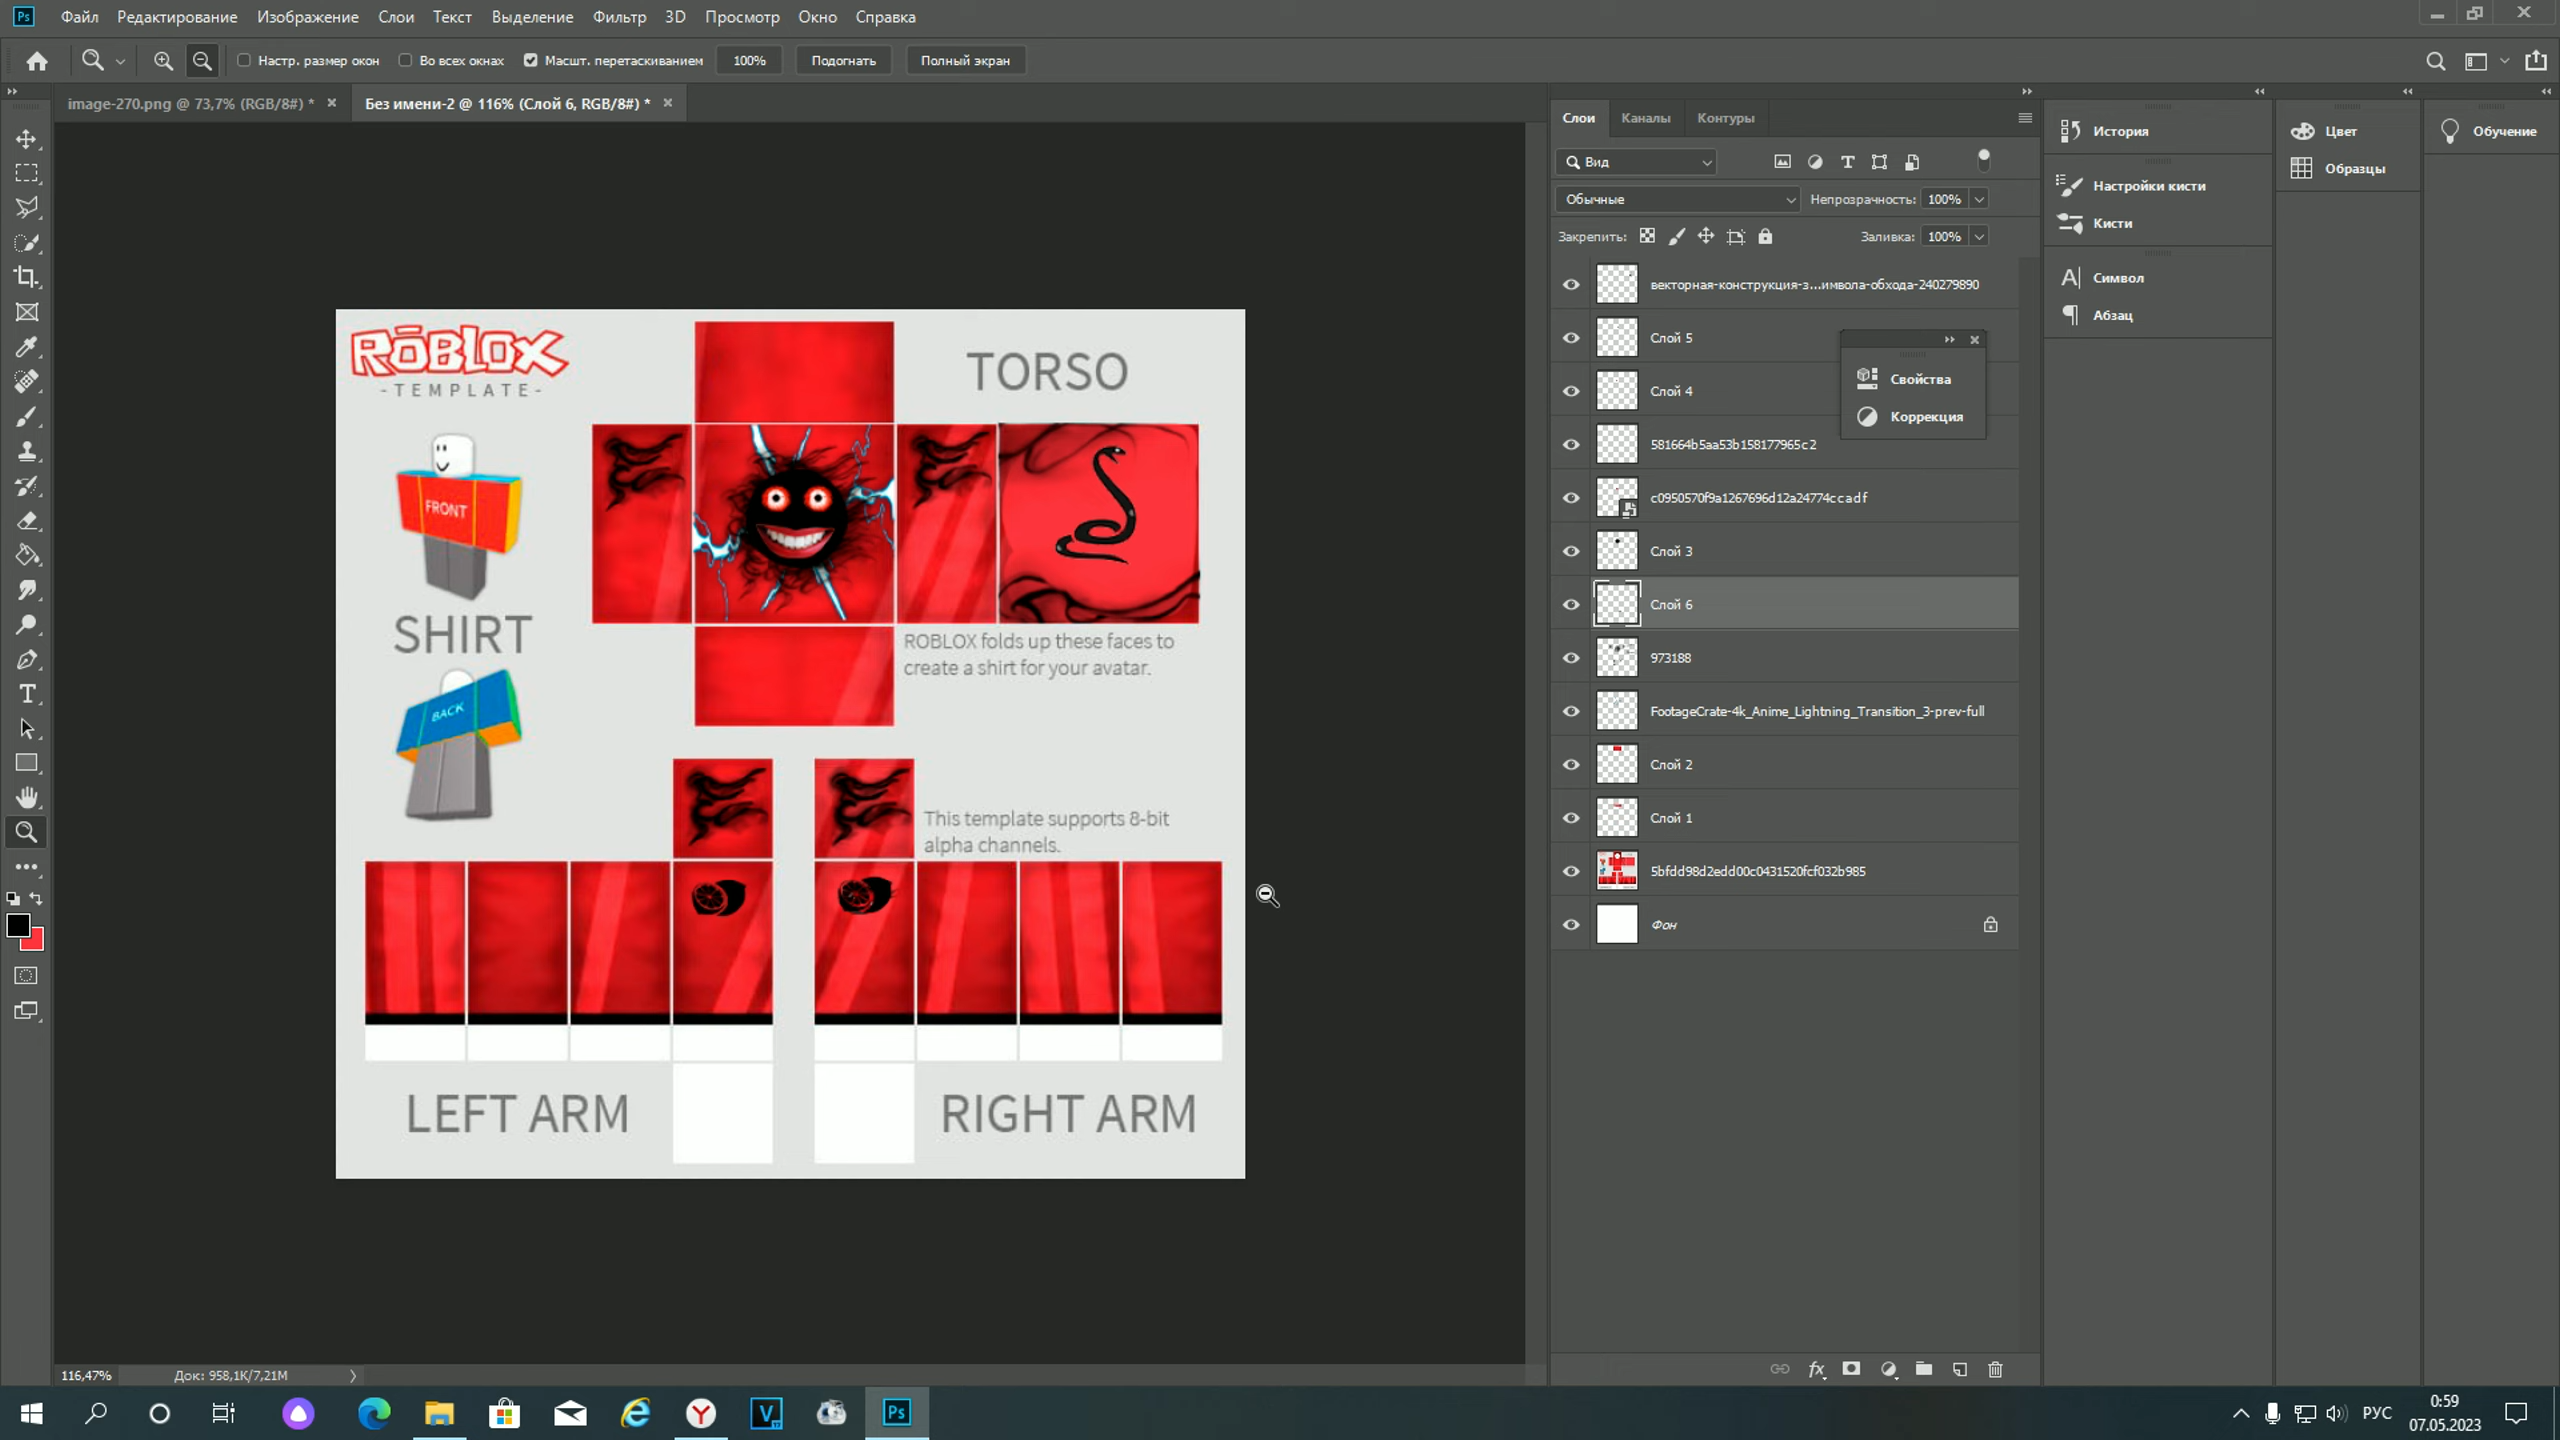 Ps Файл Редактирование Изображение Слои Текст Выделение Фильтр 3D Просмотр Окно Справка
Настр. размер окон Во всех окнах Масшт. перетаскиванием 100% Подогнать Полный экран
image-270.png @ 73,7% (RGB/8#) * × Без имени-2 @ 116% (Слой 6, RGB/8#) * ×
ROBLOX
-TEMPLATE-
TORSO
FRONT
SHIRT
ROBLOX folds up these faces to
create a shirt for your avatar.
BACK
This template supports 8-bit
alpha channels.
LEFT ARM
RIGHT ARM
Слои Каналы Контуры
Вид
Обычные Непрозрачность: 100%
Закрепить: Заливка: 100%
векторная-конструкция-з...имвола-обхода-240279890
Слой 5
Слой 4
581664b5aa53b158177965c2
c0950570f9a1267696d12a24774ccadf
Слой 3
Слой 6
973188
FootageCrate-4k_Anime_Lightning_Transition_3-prev-full
Слой 2
Слой 1
5bfdd98d2edd00c0431520fcf032b985
Фон
Свойства
Коррекция
История
Настройки кисти
Кисти
Символ
Абзац
Цвет
Образцы
Обучение
116,47% Док: 958,1K/7,21M
Ps
РУС
0:59
07.05.2023